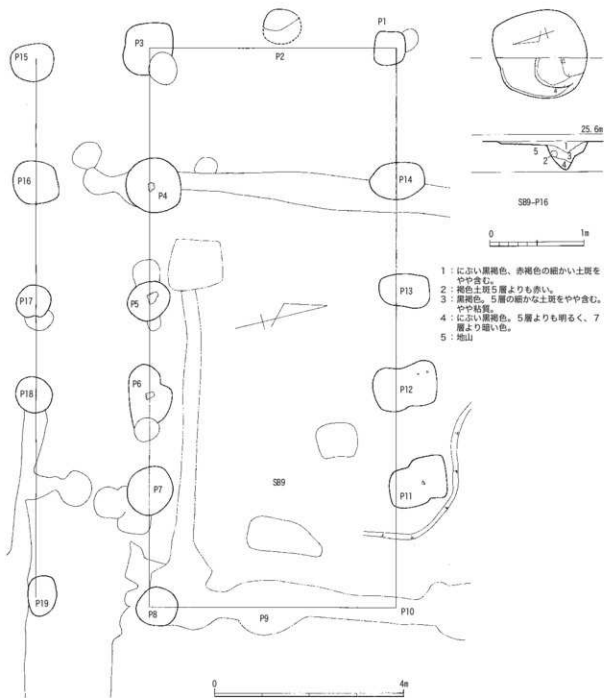 P15
P3
P1
P2
P16
P4
P14
P17
P5
P13
P18
P6
P12
P7
P11
SB9
P19
P8
P9
P10
0
4m
25.6m
1
5
2
3
4
SB9-P16
0
1m
1：にぶい黒褐色、赤褐色の細かい土斑を
やや含む。
2：褐色土斑5層よりも赤い。
3：黒褐色。5層の細かな土斑をやや含む。
やや粘質。
4：にぶい黒褐色。5層よりも明るく、7
層より暗い色。
5：地山